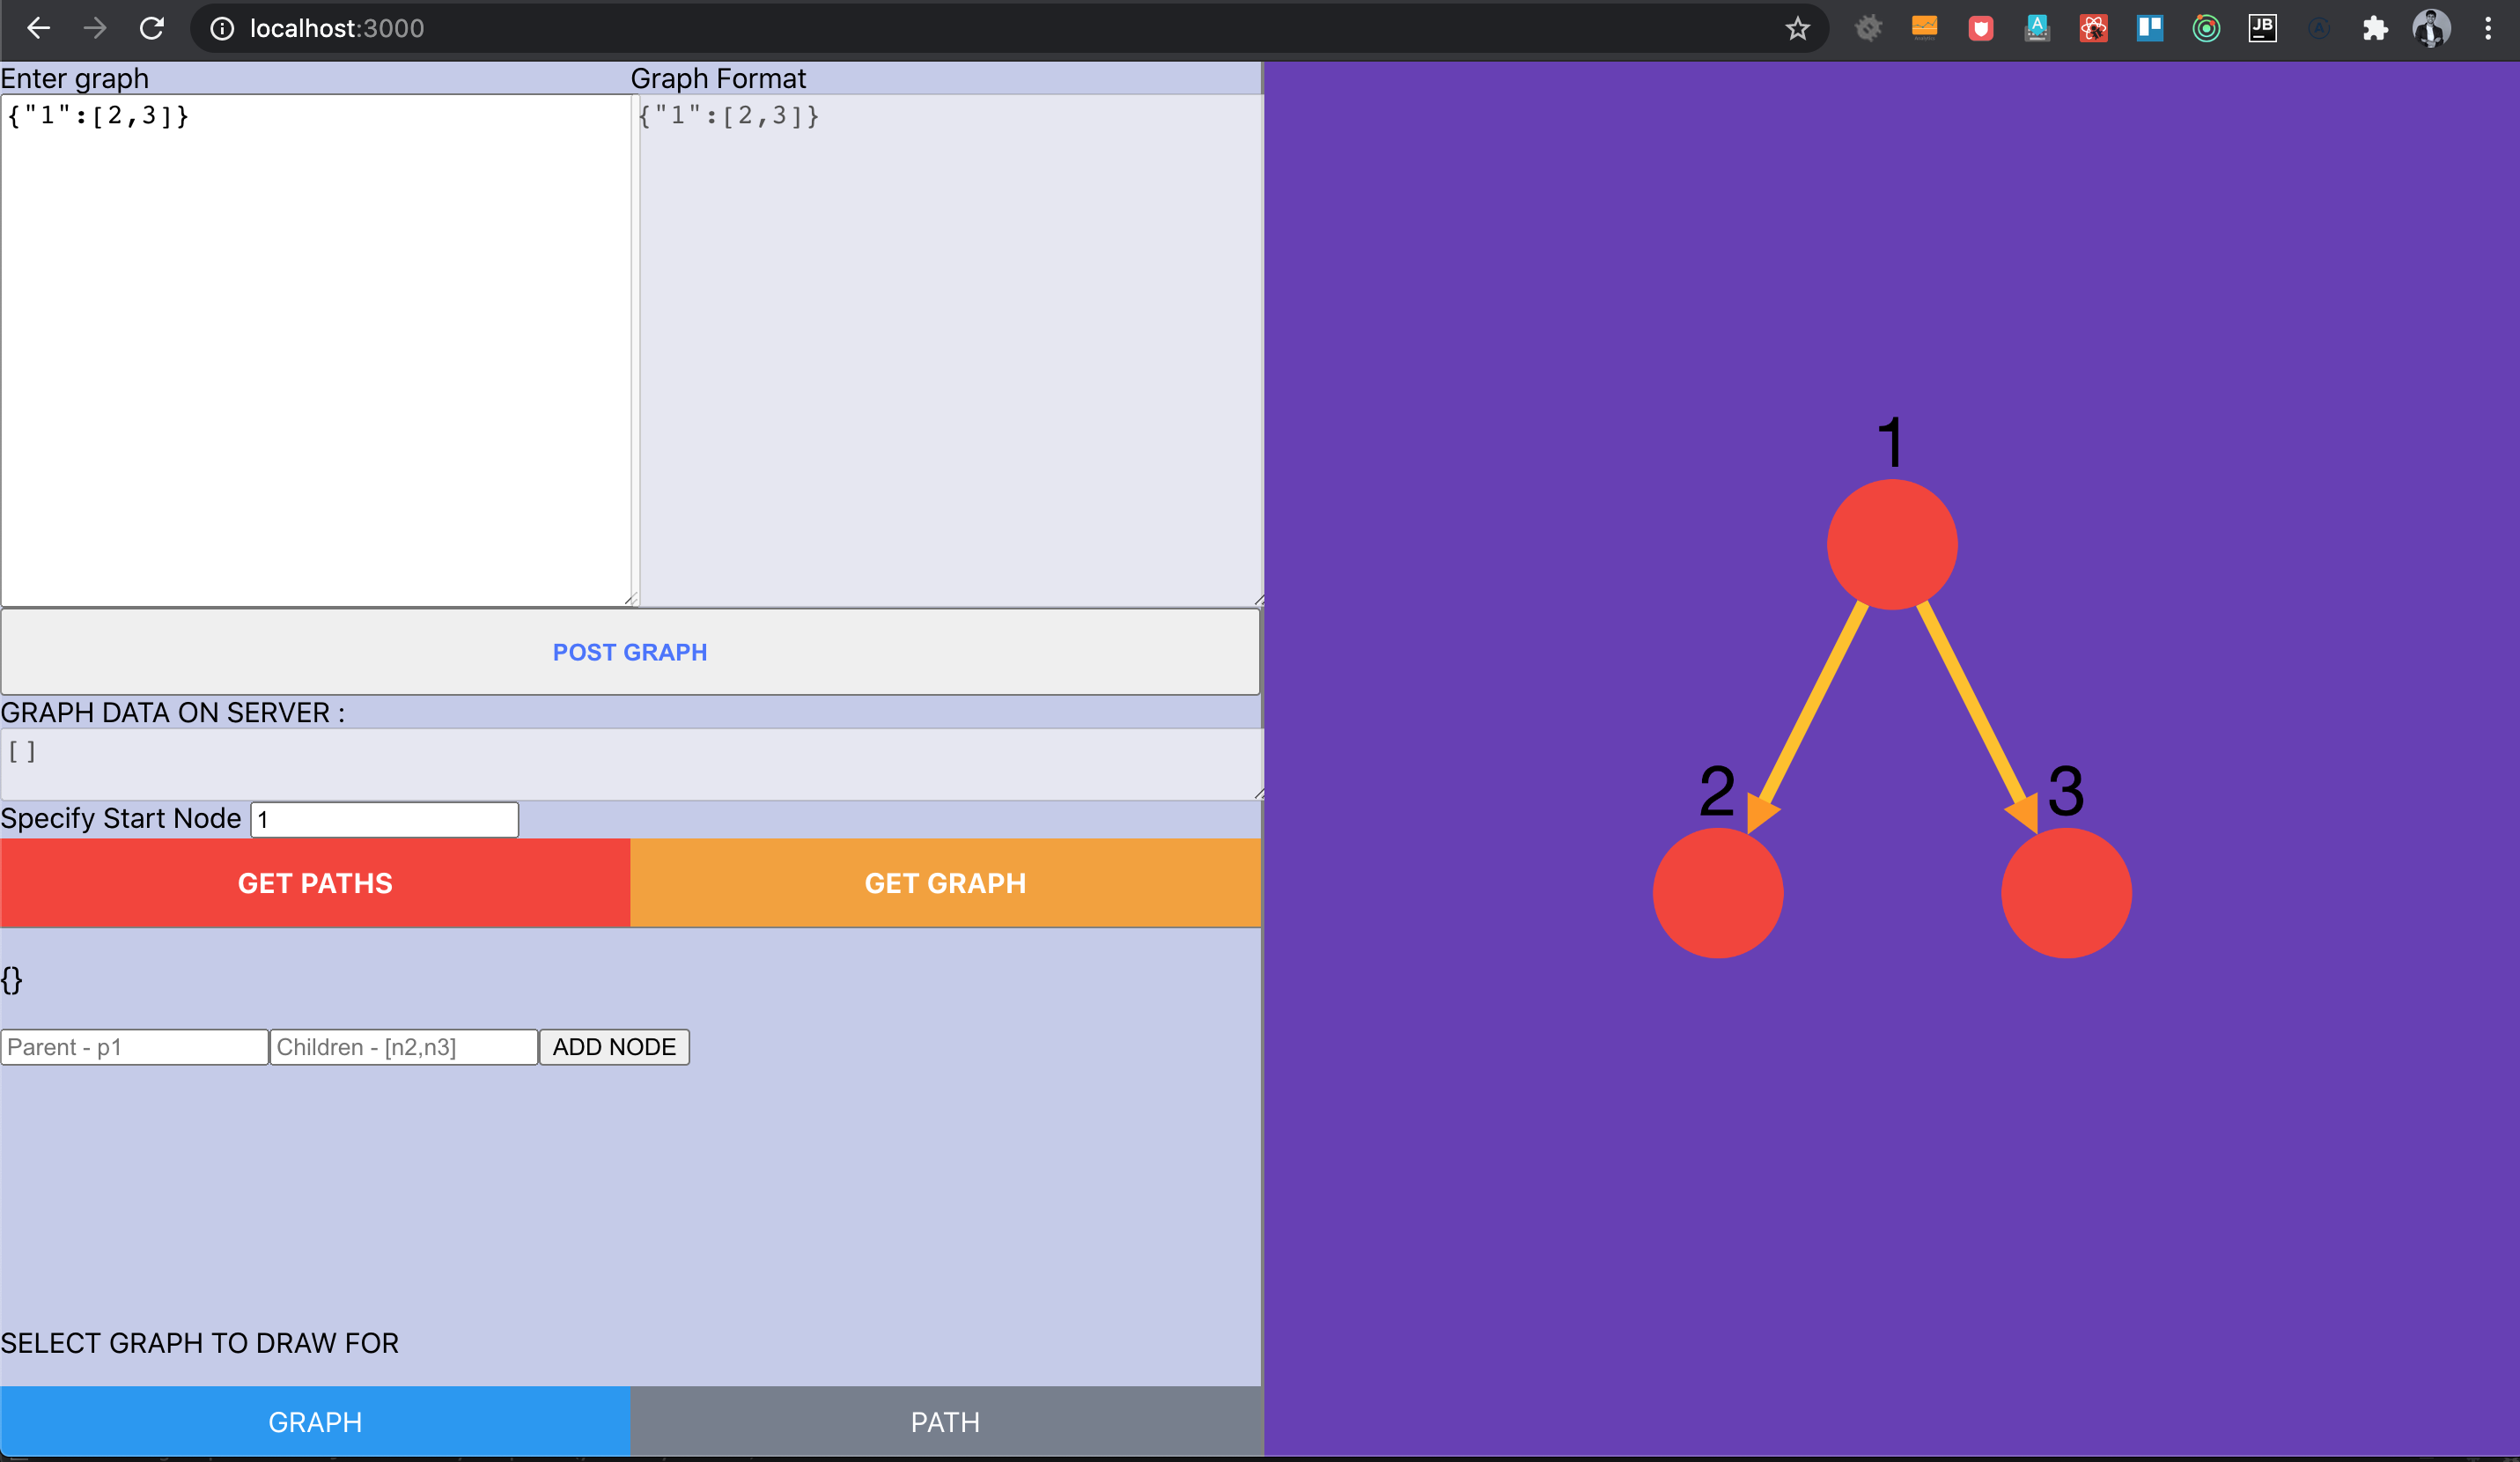 localhost:3000
JB
A
Enter graph
Graph Format
{"1":[2,3]}
{"1":[2,3]}
POST GRAPH
GRAPH DATA ON SERVER :
[]
Specify Start Node 1
GET PATHS
GET GRAPH
{}
Parent - p1
Children - [n2,n3]
ADD NODE
SELECT GRAPH TO DRAW FOR
GRAPH
PATH
1
2
3